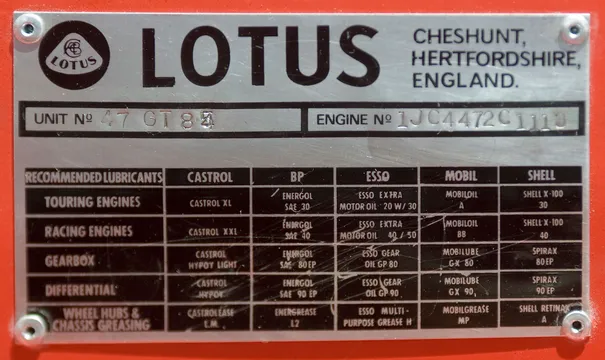 LOTUS
LOTUS
CHESHUNT,
HERTFORDSHIRE,
ENGLAND.
UNIT Nº 47 GT
ENGINE Nº
RECOMMENDED LUBRICANTS CASTROL BP ESSO MOBIL SHELL
TOURING ENGINES CASTROL XL ENERGOL SAE 30 ESSO EXTRA MOTOR OIL 20 W/30 MOBILOIL A SHELL X-100 30
RACING ENGINES CASTROL XXL ENERGOL SAE 40 ESSO EXTRA MOTOR OIL 40/50 MOBILOIL BB SHELL X-100 40
GEARBOX CASTROL HYPOY LIGHT ENERGOL SAE 80 EP ESSO GEAR OIL GP 80 MOBILUBE GX 80 SPIRAX 80 EP
DIFFERENTIAL CASTROL HYPOY ENERGOL SAE 90 EP ESSO GEAR OIL GP 90 MOBILUBE GX 90 SPIRAX 90 EP
WHEEL HUBS & CHASSIS GREASING CASTROLEASE L.M. ENERGREASE L2 ESSO MULTI-PURPOSE GREASE H MOBILGREASE MP SHELL RETINAX A